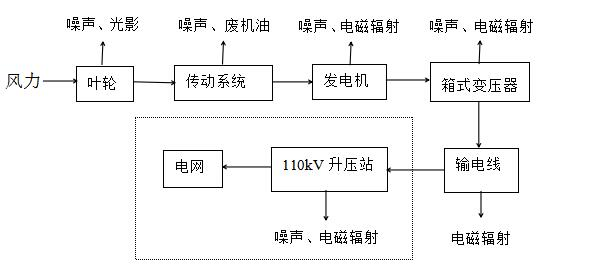 噪声、光影
噪声、废机油
噪声、电磁辐射
噪声、电磁辐射
风力
叶轮
传动系统
发电机
箱式变压器
电网
110kV 升压站
输电线
噪声、电磁辐射
电磁辐射